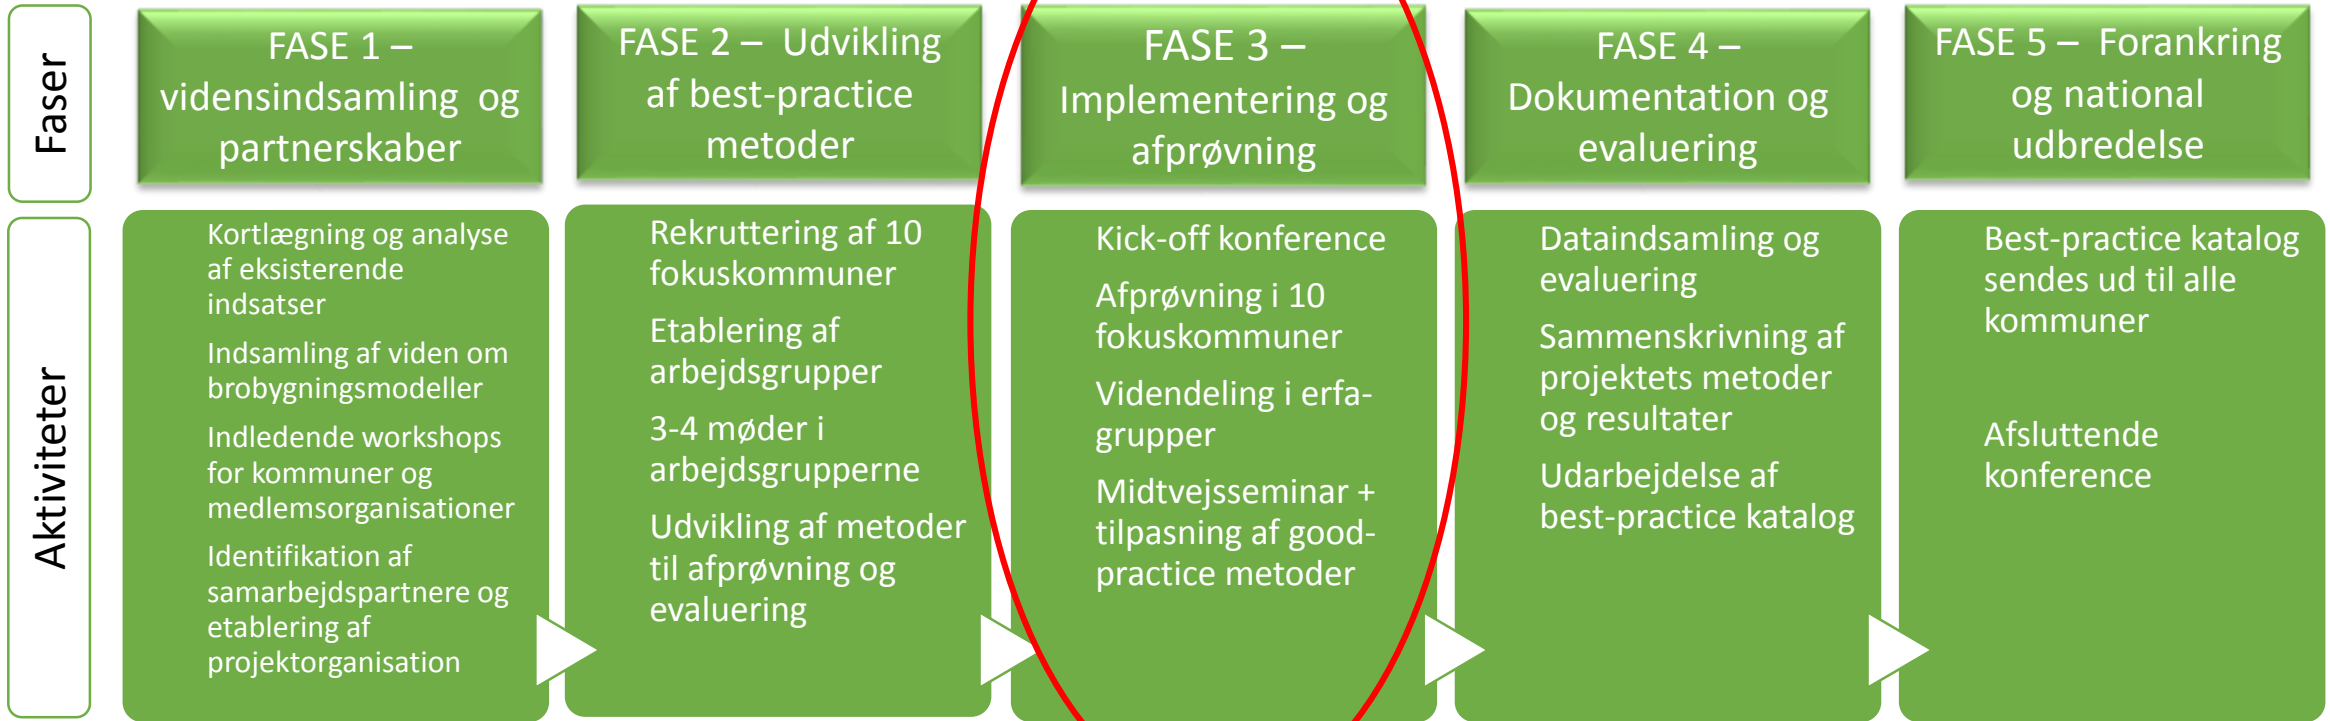 Faser
FASE 1 –
vidensindsamling og
partnerskaber
FASE 2 – Udvikling
af best-practice
metoder
FASE 3 –
Implementering og
afprøvning
FASE 4 –
Dokumentation og
evaluering
FASE 5 – Forankring
og national
udbredelse
Aktiviteter
Kortlægning og analyse
af eksisterende
indsatser
Indsamling af viden om
brobygningsmodeller
Indledende workshops
for kommuner og
medlemsorganisationer
Identifikation af
samarbejdspartnere og
etablering af
projektorganisation
Rekruttering af 10
fokuskommuner
Etablering af
arbejdsgrupper
3-4 møder i
arbejdsgrupperne
Udvikling af metoder
til afprøvning og
evaluering
Kick-off konference
Afprøvning i 10
fokuskommuner
Videndeling i erfa-
grupper
Midtvejsseminar +
tilpasning af good-
practice metoder
Dataindsamling og
evaluering
Sammenskrivning af
projektets metoder
og resultater
Udarbejdelse af
best-practice katalog
Best-practice katalog
sendes ud til alle
kommuner
Afsluttende
konference